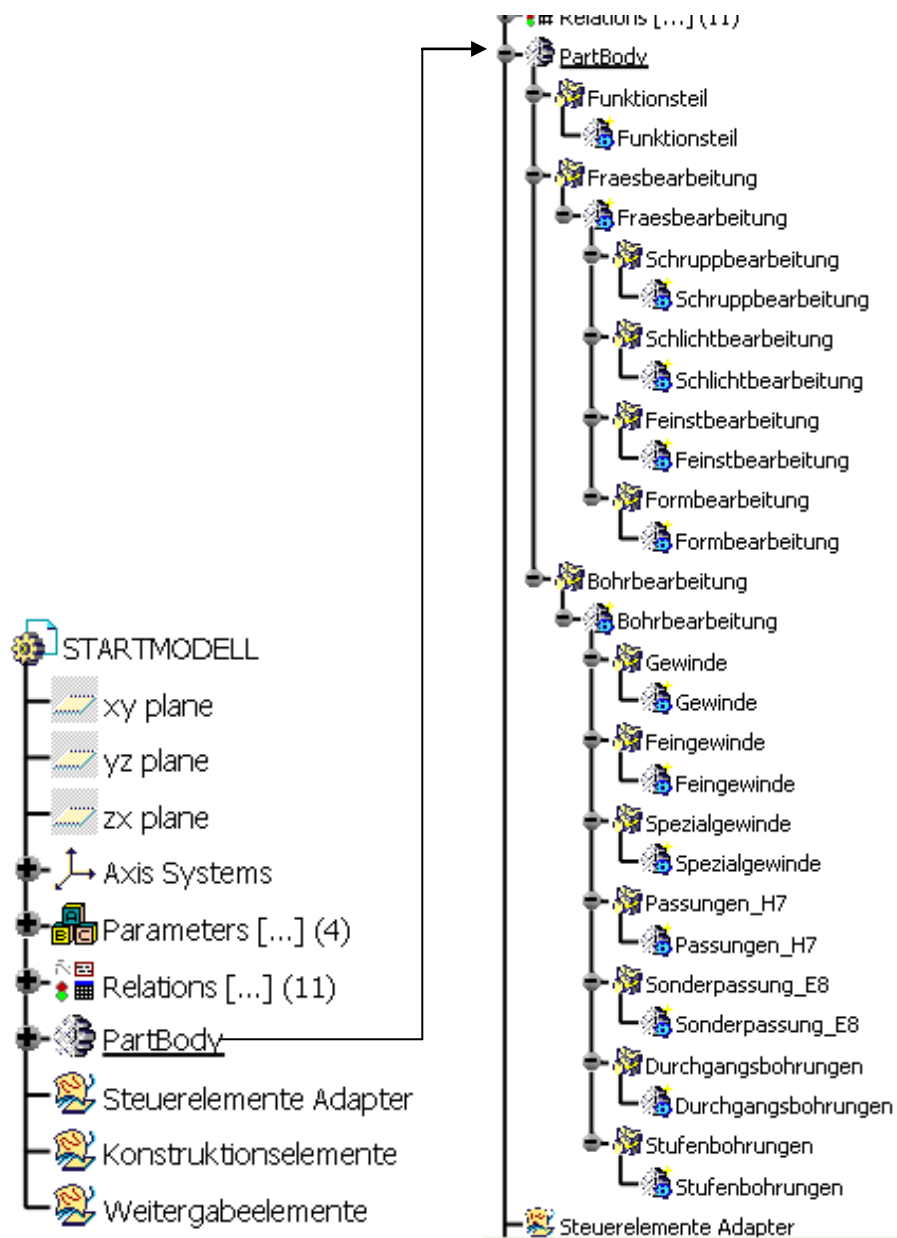 STARTMODELL
xy plane
yz plane
zx plane
Axis Systems
Parameters [...] (4)
Relations [...] (11)
PartBody
Steuerelemente Adapter
Konstruktionselemente
Weitergabeelemente
Relations [...] (11)
PartBody
Funktionsteil
Funktionsteil
Fraesbearbeitung
Fraesbearbeitung
Schruppbearbeitung
Schruppbearbeitung
Schlichtbearbeitung
Schlichtbearbeitung
Feinstbearbeitung
Feinstbearbeitung
Formbearbeitung
Formbearbeitung
Bohrbearbeitung
Bohrbearbeitung
Gewinde
Gewinde
Feingewinde
Feingewinde
Spezialgewinde
Spezialgewinde
Passungen_H7
Passungen_H7
Sonderpassung_E8
Sonderpassung_E8
Durchgangsbohrungen
Durchgangsbohrungen
Stufenbohrungen
Stufenbohrungen
Steuerelemente Adapter